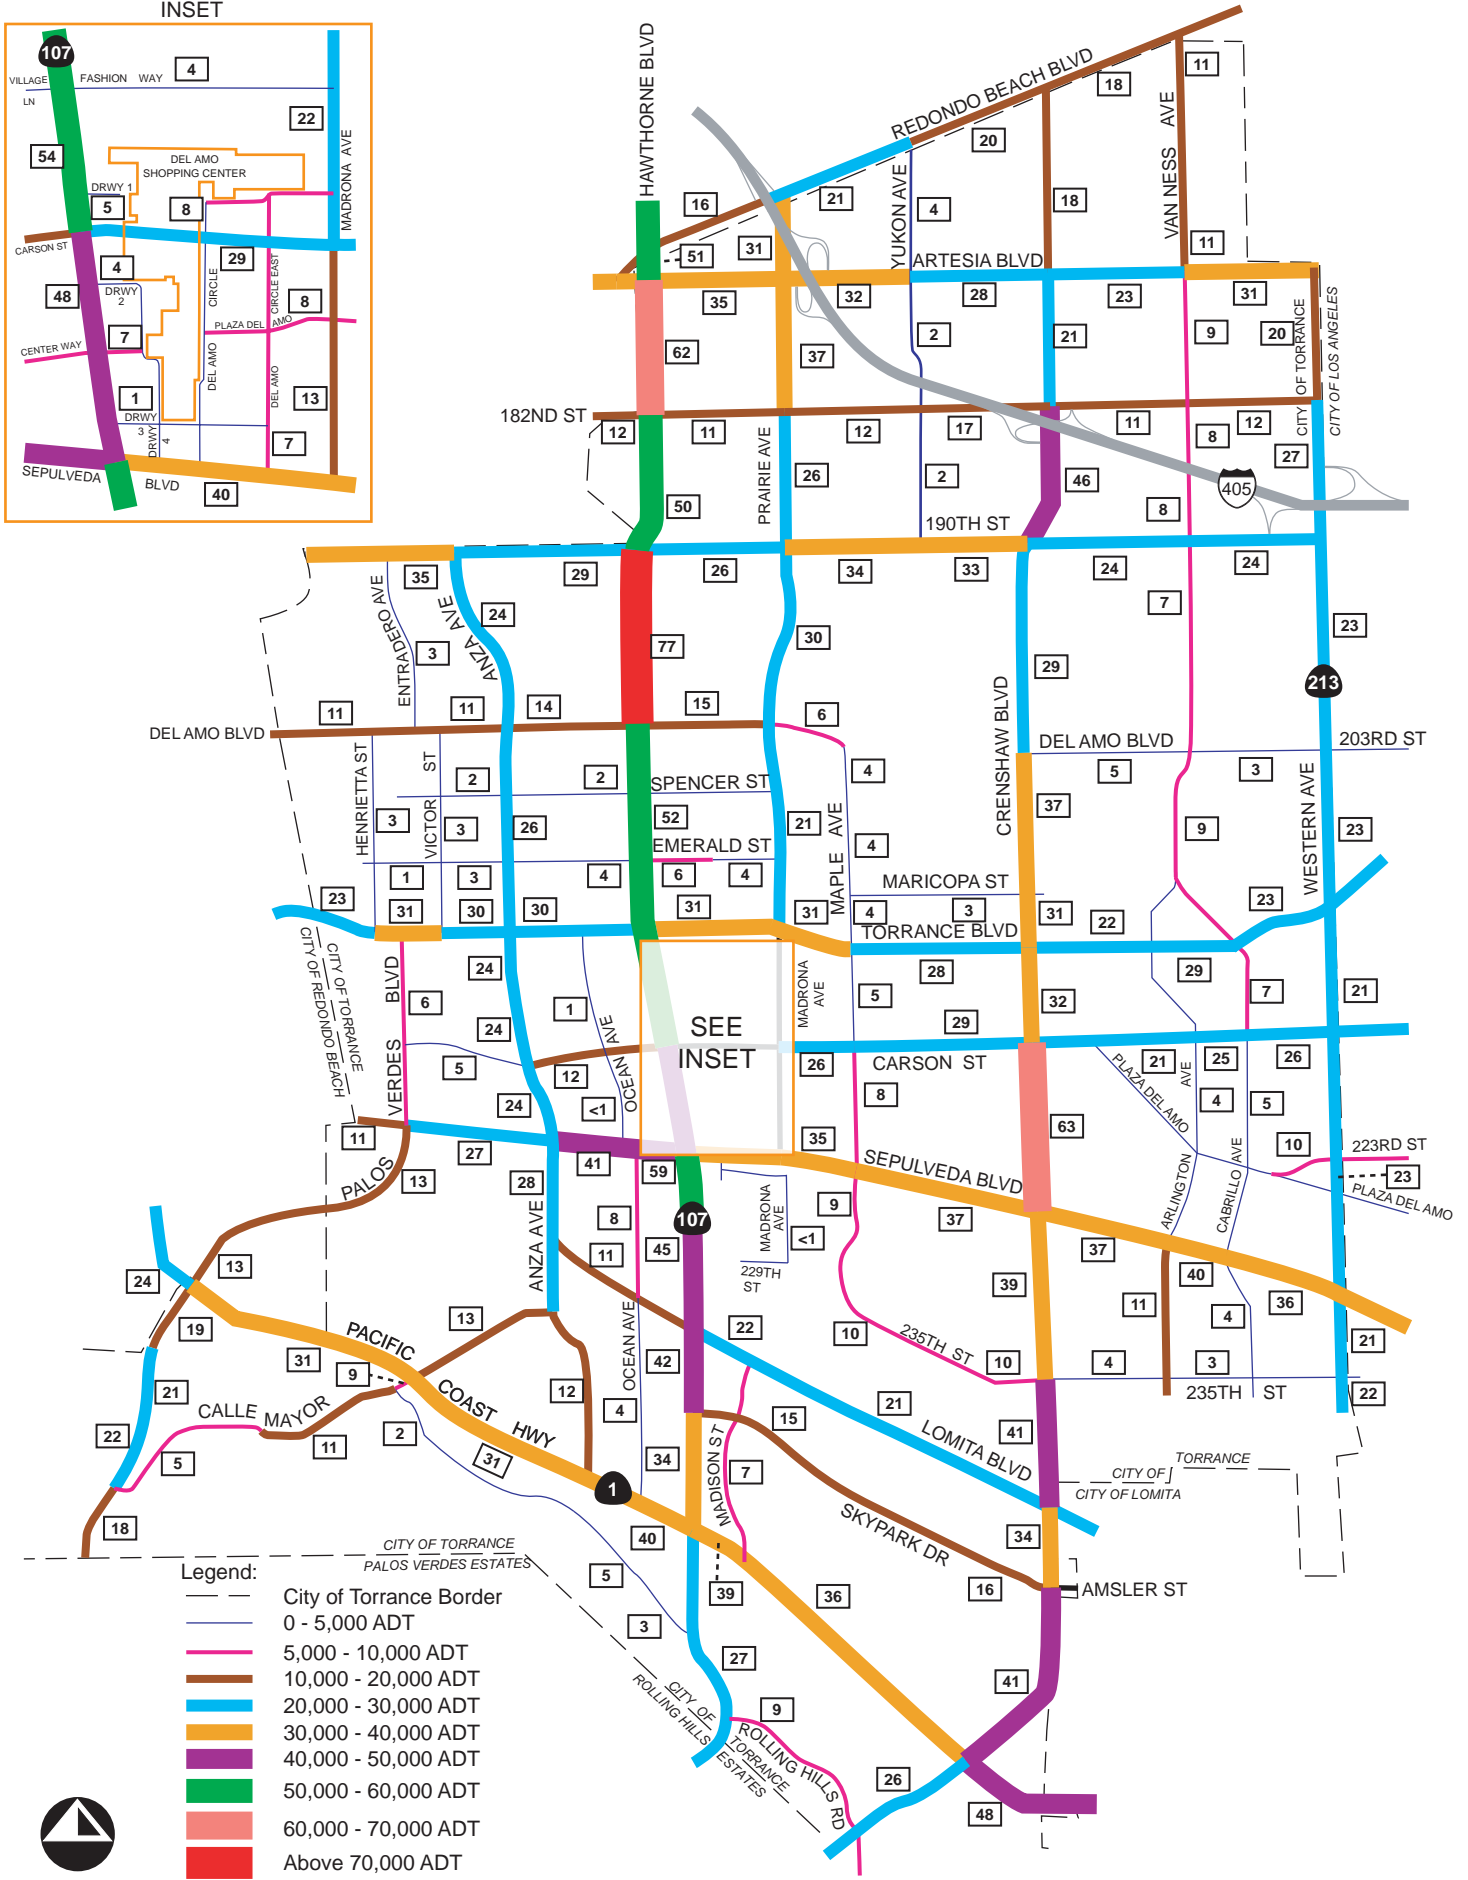 INSET
107
VILLAGE
LN
FASHION WAY
4
22
MADRONA AVE
54
DEL AMO
SHOPPING CENTER
DRWY 1
5
8
CARSON ST
4
29
DRWY
2
CIRCLE
CIRCLE EAST
48
8
7
PLAZA DEL AMO
CENTER WAY
DEL AMO
DEL AMO
1
13
DRWY
3
DRWY
4
7
SEPULVEDA
BLVD
40
HAWTHORNE BLVD
REDONDO BEACH BLVD
18
11
20
VAN NESS AVE
16
21
YUKON AVE
4
18
51
31
11
ARTESIA BLVD
35
32
28
23
31
62
37
2
21
9
20
CITY OF TORRANCE
CITY OF LOS ANGELES
182ND ST
12
11
12
17
11
8
12
PRAIRIE AVE
26
2
46
27
405
50
8
190TH ST
35
29
26
34
33
24
24
ENTRADERO AVE
ANZA AVE
24
7
3
77
30
23
29
213
11
11
14
15
6
CRENSHAW BLVD
DEL AMO BLVD
DEL AMO BLVD
203RD ST
HENRIETTA ST
VICTOR ST
2
2
SPENCER ST
4
5
3
3
3
26
52
21
MAPLE AVE
37
9
23
WESTERN AVE
EMERALD ST
4
1
3
4
6
4
MARICOPA ST
23
31
30
30
31
31
4
3
31
22
23
TORRANCE BLVD
CITY OF TORRANCE
CITY OF REDONDO BEACH
PALOS VERDES BLVD
24
6
1
24
OCEAN AVE
SEE
INSET
MADRONA
AVE
28
5
29
32
29
7
21
5
12
26
CARSON ST
21
25
26
24
<1
8
PLAZA DEL AMO
ARLINGTON AVE
4
5
CABRILLO AVE
63
11
27
41
59
35
10
223RD ST
23
PLAZA DEL AMO
13
28
SEPULVEDA BLVD
ANZA AVE
8
107
MADRONA
AVE
9
37
<1
11
45
37
229TH
ST
40
13
24
39
11
36
4
19
13
22
10
235TH ST
21
PACIFIC
COAST
HWY
31
9
OCEAN AVE
42
10
4
3
235TH ST
22
21
12
4
15
21
CALLE MAYOR
11
2
22
5
31
34
MADISON ST
7
LOMITA BLVD
41
CITY OF TORRANCE
CITY OF LOMITA
1
18
40
SKYPARK DR
34
CITY OF TORRANCE
PALOS VERDES ESTATES
5
39
36
16
AMSLER ST
3
27
CITY OF TORRANCE
ROLLING HILLS ESTATES
41
9
ROLLING HILLS RD
26
48
Legend:
City of Torrance Border
0 - 5,000 ADT
5,000 - 10,000 ADT
10,000 - 20,000 ADT
20,000 - 30,000 ADT
30,000 - 40,000 ADT
40,000 - 50,000 ADT
50,000 - 60,000 ADT
60,000 - 70,000 ADT
Above 70,000 ADT